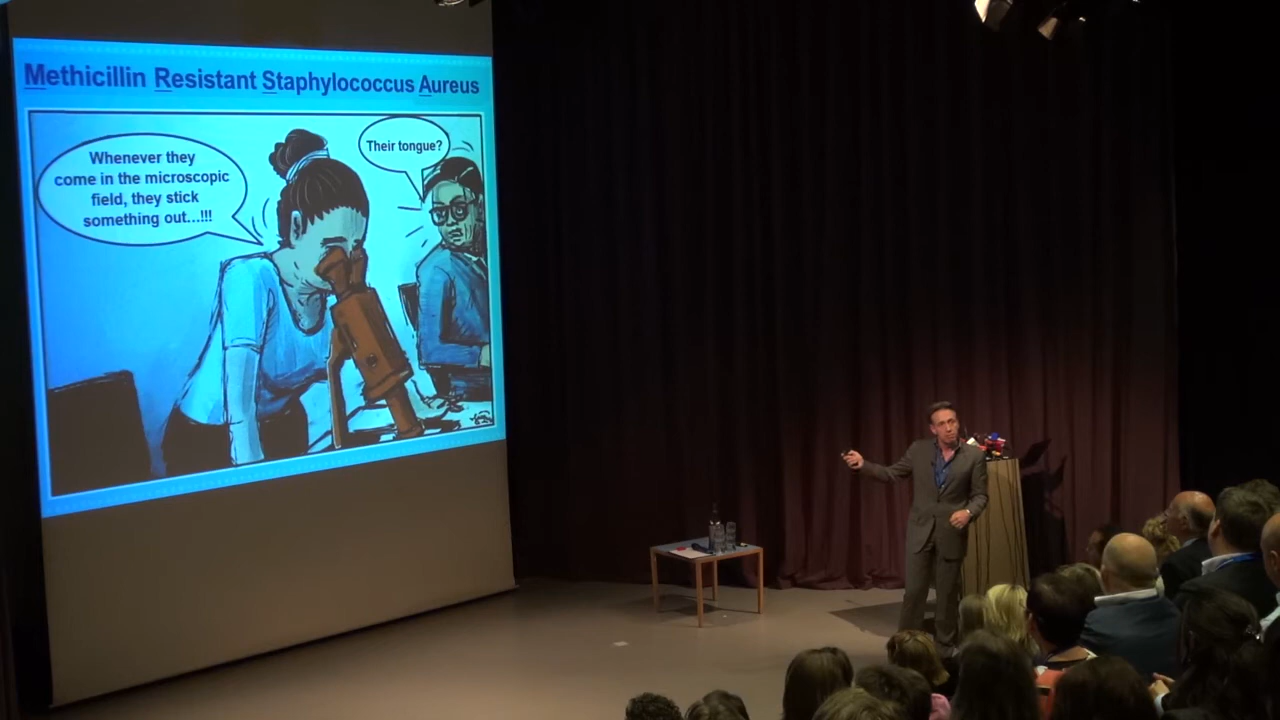 Methicillin Resistant Staphylococcus Aureus
Whenever they
come in the microscopic
field, they stick
something out...!!!
Their tongue?